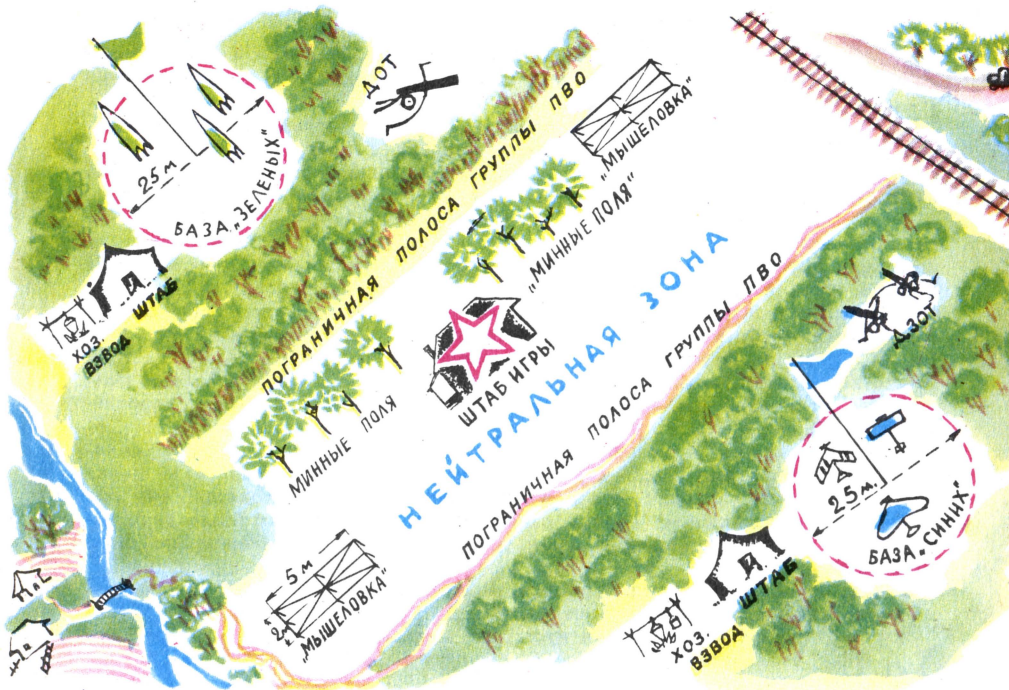 ДОТ
25 м
БАЗА „ЗЕЛЕНЫХ"
ШТАБ
ХОЗ.
ВЗВОД
ПОГРАНИЧНАЯ ПОЛОСА ГРУППЫ ПВО
„МЫШЕЛОВКА"
„МИННЫЕ ПОЛЯ"
ШТАБ ИГРЫ
МИННЫЕ ПОЛЯ
НЕЙТРАЛЬНАЯ ЗОНА
ПОГРАНИЧНАЯ ПОЛОСА ГРУППЫ ПВО
5 м
2 м
„МЫШЕЛОВКА"
ДЗОТ
25 м.
БАЗА „СИНИХ"
ШТАБ
ХОЗ.
ВЗВОД